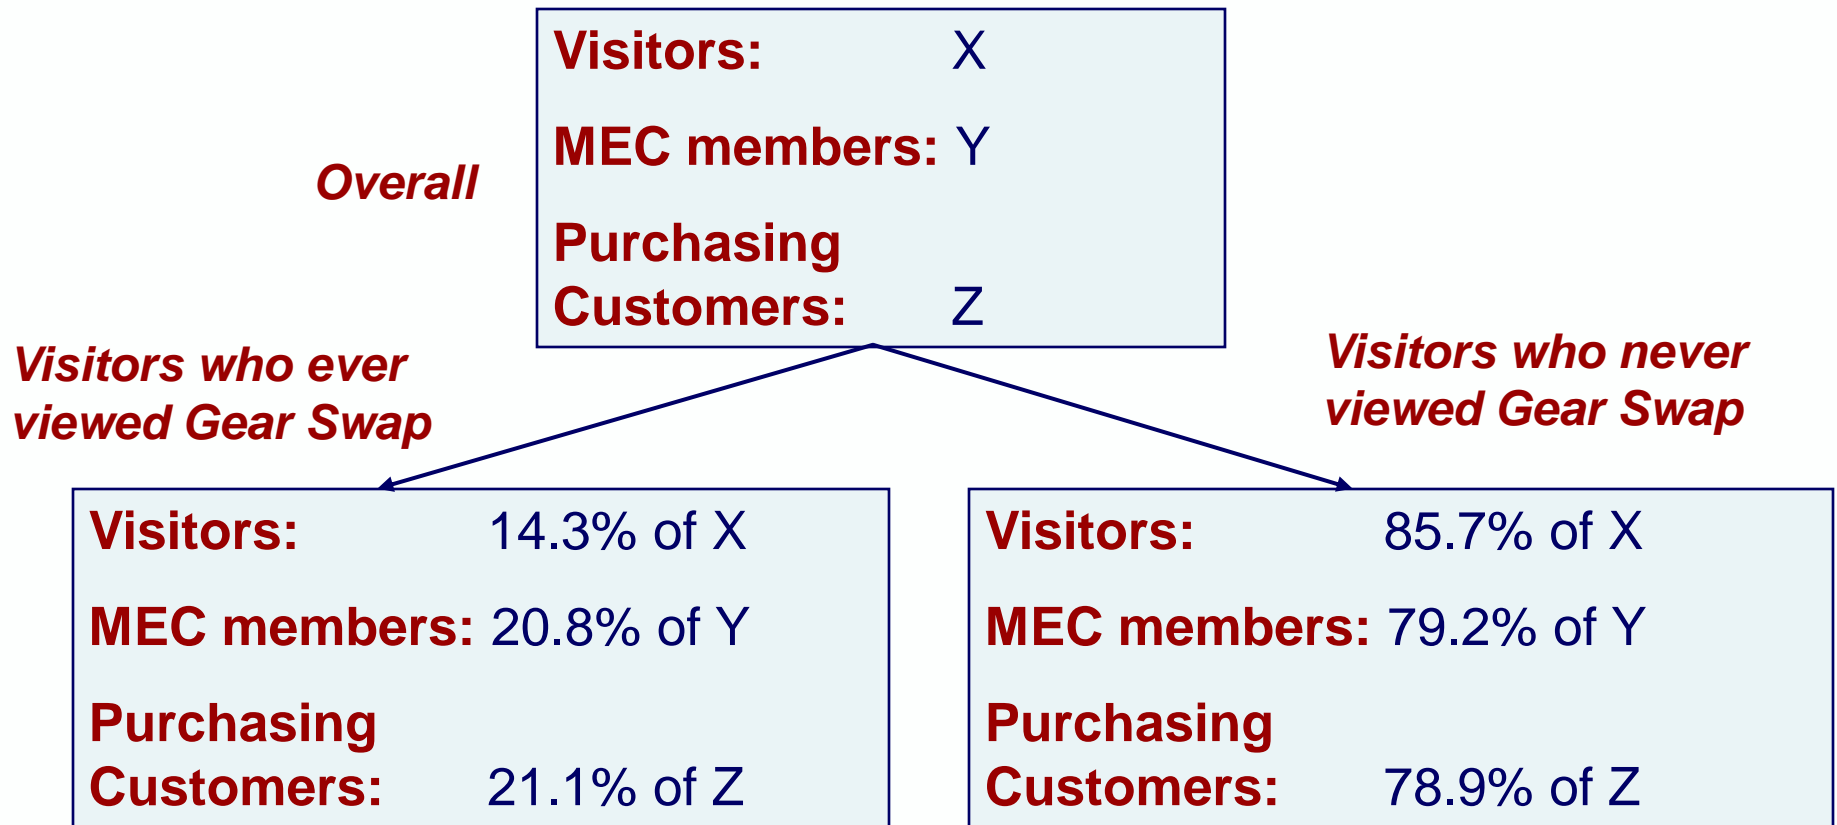 Visitors: X
MEC members: Y
Overall
Purchasing
Customers: Z
Visitors who ever
viewed Gear Swap
Visitors who never
viewed Gear Swap
Visitors: 14.3% of X
MEC members: 20.8% of Y
Purchasing
Customers: 21.1% of Z
Visitors: 85.7% of X
MEC members: 79.2% of Y
Purchasing
Customers: 78.9% of Z